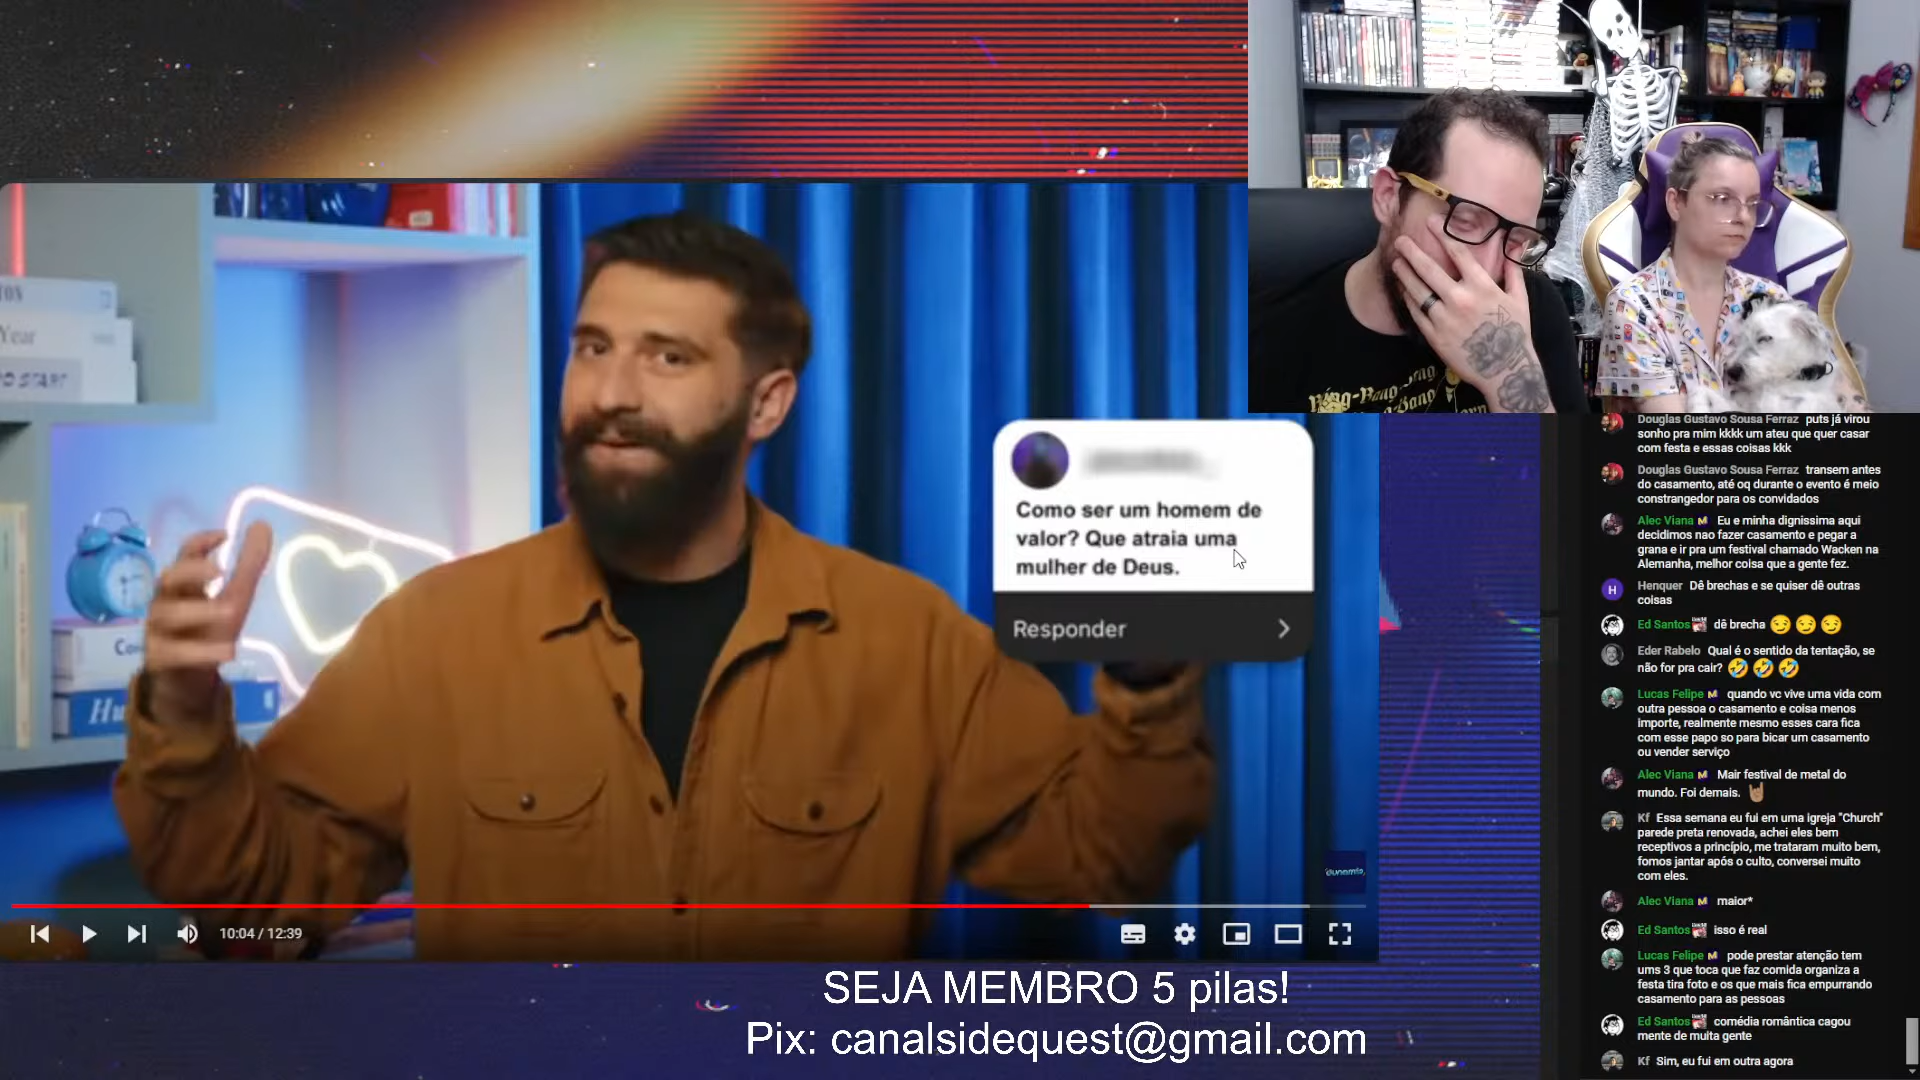 Year
START
Co
Hu
Como ser um homem de
valor? Que atraia uma
mulher de Deus.
Responder
dunamis
10:04 / 12:39
SEJA MEMBRO 5 pilas!
Pix: canalsidequest@gmail.com
Douglas Gustavo Sousa Ferraz puts já virou
sonho pra mim kkkk um ateu que quer casar
com festa e essas coisas kkk
Douglas Gustavo Sousa Ferraz transem antes
do casamento, até oq durante o evento é meio
constrangedor para os convidados
Alec Viana M Eu e minha dignissima aqui
decidimos nao fazer casamento e pegar a
grana e ir pra um festival chamado Wacken na
Alemanha, melhor coisa que a gente fez.
H Henquer Dê brechas e se quiser dê outras
coisas
Ed Santos dê brecha 😏 😏 😏
Eder Rabelo Qual é o sentido da tentação, se
não for pra cair? 🤣 🤣 🤣
Lucas Felipe M quando vc vive uma vida com
outra pessoa o casamento e coisa menos
importe, realmente mesmo esses cara fica
com esse papo so para bicar um casamento
ou vender serviço
Alec Viana M Mair festival de metal do
mundo. Foi demais. 🤘🏽
Kf Essa semana eu fui em uma igreja "Church"
parede preta renovada, achei eles bem
receptivos a princípio, me trataram muito bem,
fomos jantar após o culto, conversei muito
com eles.
Alec Viana M maior*
Ed Santos isso é real
Lucas Felipe M pode prestar atenção tem
ums 3 que toca que faz comida organiza a
festa tira foto e os que mais fica empurrando
casamento para as pessoas
Ed Santos comédia romântica cagou
mente de muita gente
Kf Sim, eu fui em outra agora